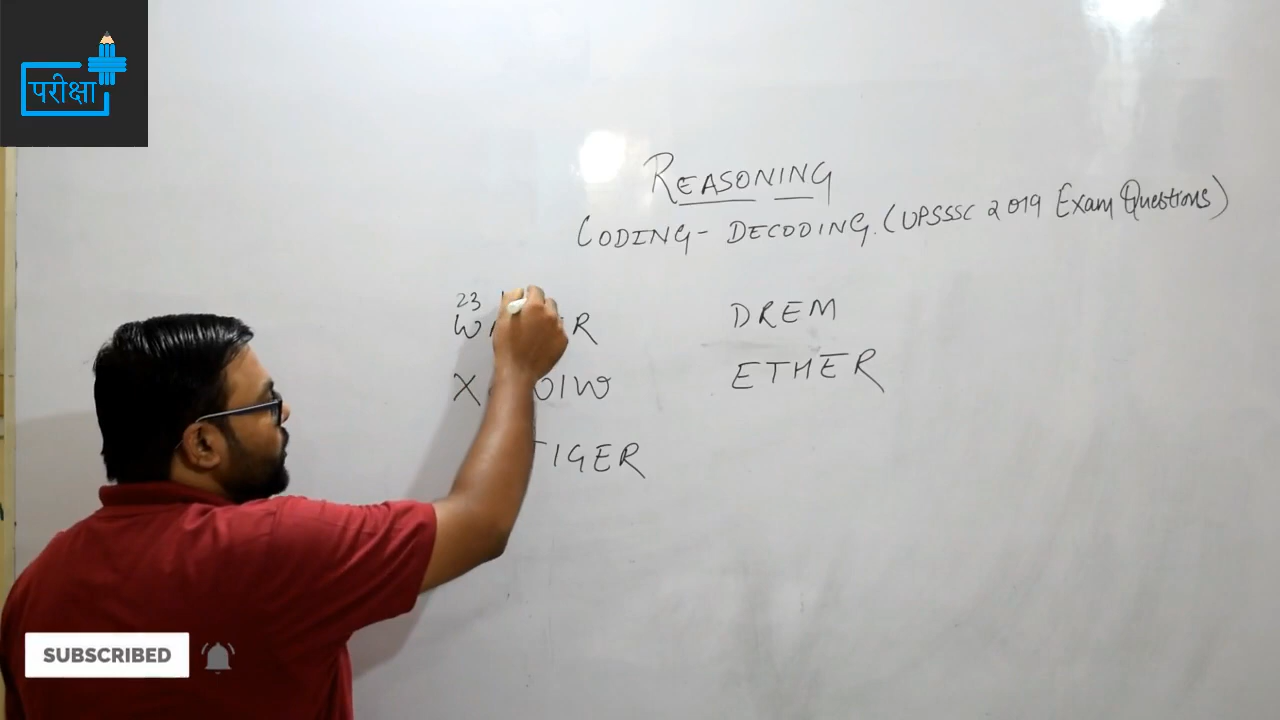 परीक्षा
REASONING
CODING - DECODING. (UPSSSC 2019 Exam Questions)
23
DREM
ETHER
TIGER
SUBSCRIBED